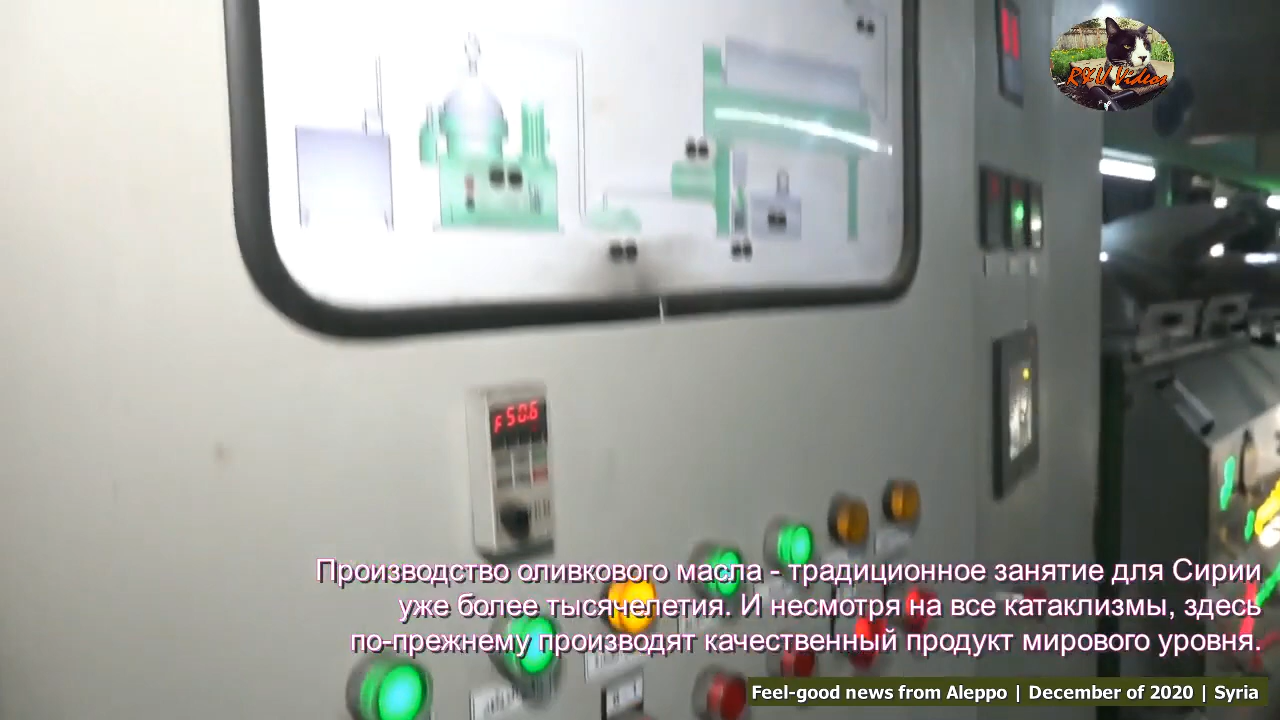 R&U Videos
F50.6
Производство оливкового масла - традиционное занятие для Сирии
уже более тысячелетия. И несмотря на все катаклизмы, здесь
по-прежнему производят качественный продукт мирового уровня.
Feel-good news from Aleppo | December of 2020 | Syria